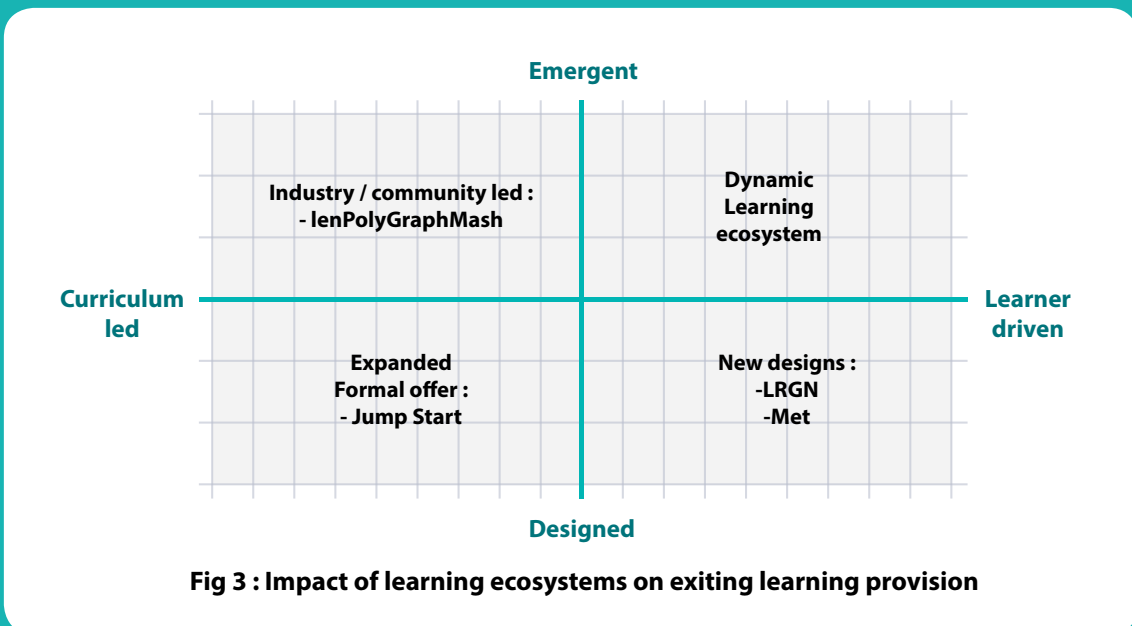 Emergent
Industry / community led :
- lenPolyGraphMash
Dynamic
Learning
ecosystem
Curriculum
led
Learner
driven
Expanded
Formal offer :
- Jump Start
New designs :
-LRGN
-Met
Designed
Fig 3 : Impact of learning ecosystems on exiting learning provision